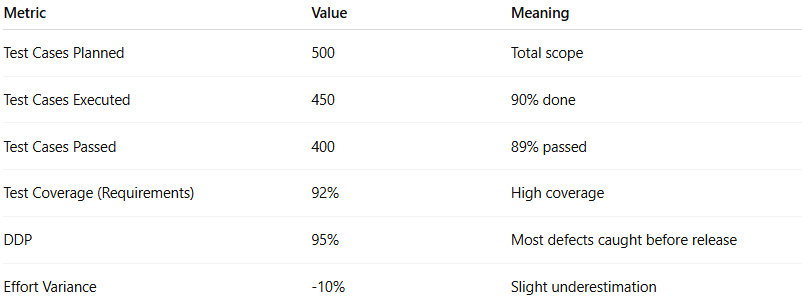 Metric Value Meaning
Test Cases Planned 500 Total scope
Test Cases Executed 450 90% done
Test Cases Passed 400 89% passed
Test Coverage (Requirements) 92% High coverage
DDP 95% Most defects caught before release
Effort Variance -10% Slight underestimation